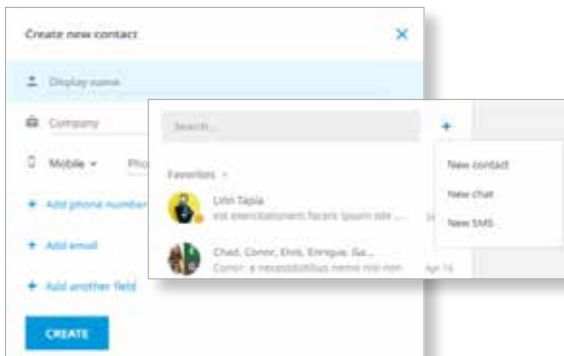 Create new contact
Display name
Company
Mobile
Pho
Add phone number
Add email
Add another field
CREATE
Search...
Favorites
New contact
New chat
New SMS
Tapia
est exercitationem facere ipsum iste ...
Chad, Conor, Elvis, Enrique, Ga...
Conor: a necessitatibus nemo nisi non
Apr 16